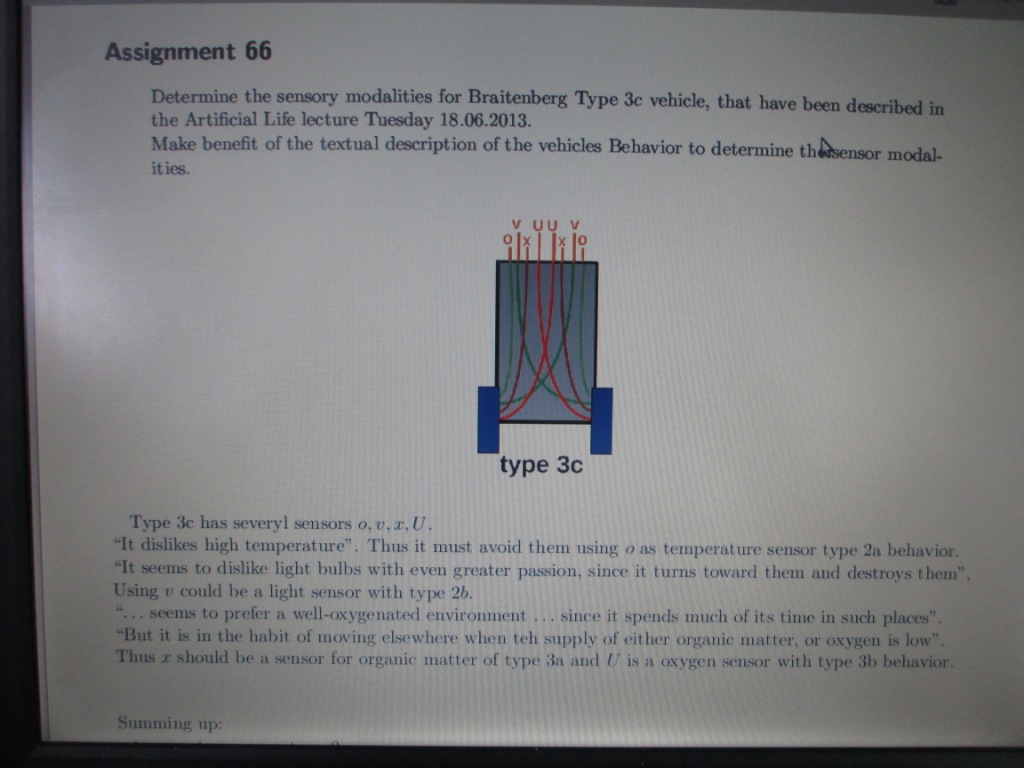 Assignment 66
Determine the sensory modalities for Braitenberg Type 3c vehicle, that have been described in
the Artificial Life lecture Tuesday 18.06.2013.
Make benefit of the textual description of the vehicles Behavior to determine the sensor modal-
ities.
v U U v
o x x o
type 3c
Type 3c has severyl sensors o, v, x, U.
“It dislikes high temperature”. Thus it must avoid them using o as temperature sensor type 2a behavior.
“It seems to dislike light bulbs with even greater passion, since it turns toward them and destroys them”,
Using v could be a light sensor with type 2b.
“... seems to prefer a well-oxygenated environment ... since it spends much of its time in such places”.
“But it is in the habit of moving elsewhere when teh supply of either organic matter, or oxygen is low”.
Thus x should be a sensor for organic matter of type 3a and U is a oxygen sensor with type 3b behavior.
Summing up: